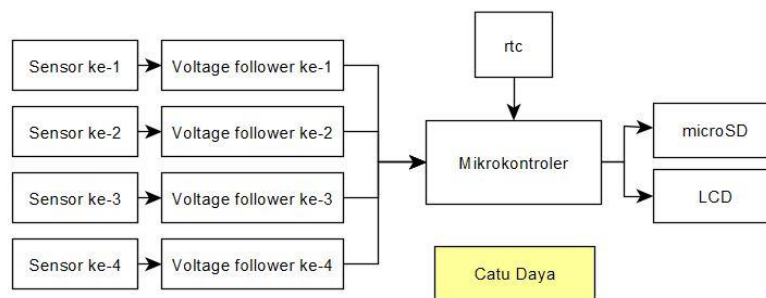 rtc
Sensor ke-1
Voltage follower ke-1
Sensor ke-2
Voltage follower ke-2
microSD
Mikrokontroler
Sensor ke-3
Voltage follower ke-3
LCD
Sensor ke-4
Voltage follower ke-4
Catu Daya